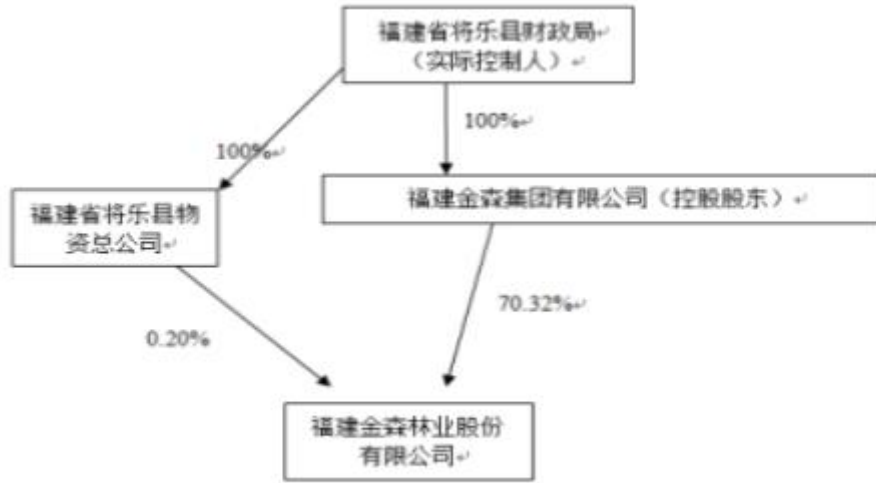 福建省将乐县财政局↵
（实际控制人）↵
100%↵
100%↵
福建金森集团有限公司（控股股东）↵
福建省将乐县物
资总公司↵
70.32%↵
0.20%
福建金森林业股份
有限公司↵